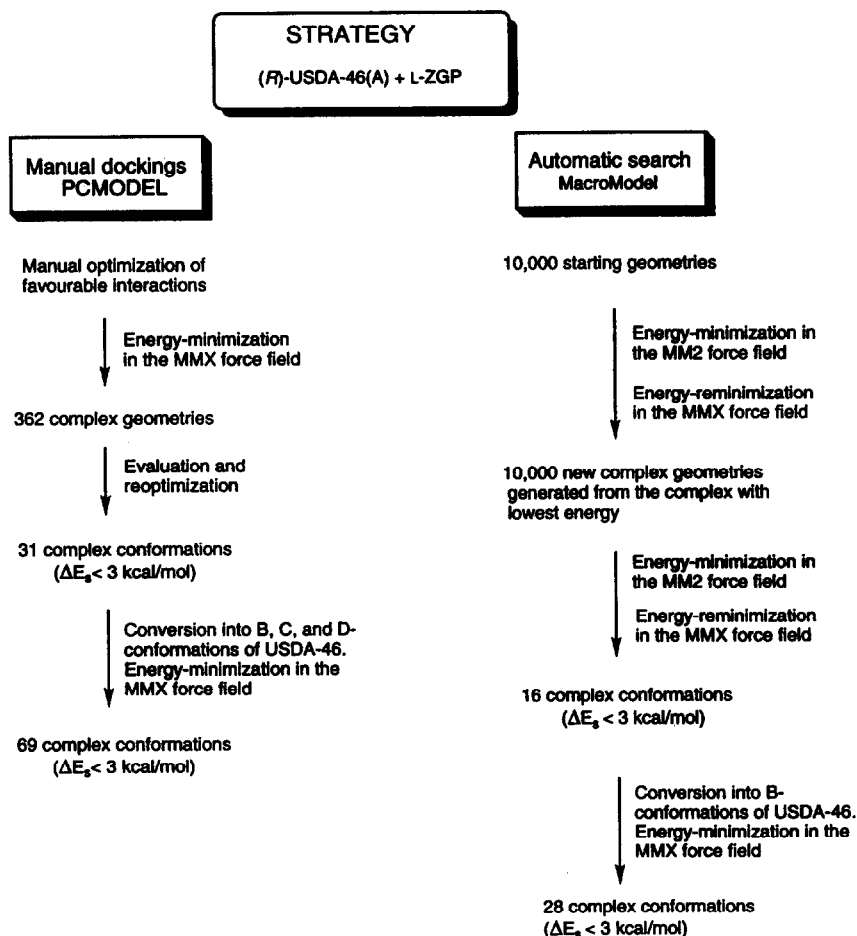 STRATEGY
(R)-USDA-46(A) + L-ZGP
Manual dockings
PCMODEL
Manual optimization of
favourable interactions
Energy-minimization
in the MMX force field
362 complex geometries
Evaluation and
reoptimization
31 complex conformations
(ΔEs< 3 kcal/mol)
Conversion into B, C, and D-
conformations of USDA-46.
Energy-minimization in the
MMX force field
69 complex conformations
(ΔEs< 3 kcal/mol)
Automatic search
MacroModel
10,000 starting geometries
Energy-minimization in
the MM2 force field
Energy-reminimization
in the MMX force field
10,000 new complex geometries
generated from the complex with
lowest energy
Energy-minimization in
the MM2 force field
Energy-reminimization
in the MMX force field
16 complex conformations
(ΔEs < 3 kcal/mol)
Conversion into B-
conformations of USDA-46.
Energy-minimization in the
MMX force field
28 complex conformations
(ΔEs < 3 kcal/mol)